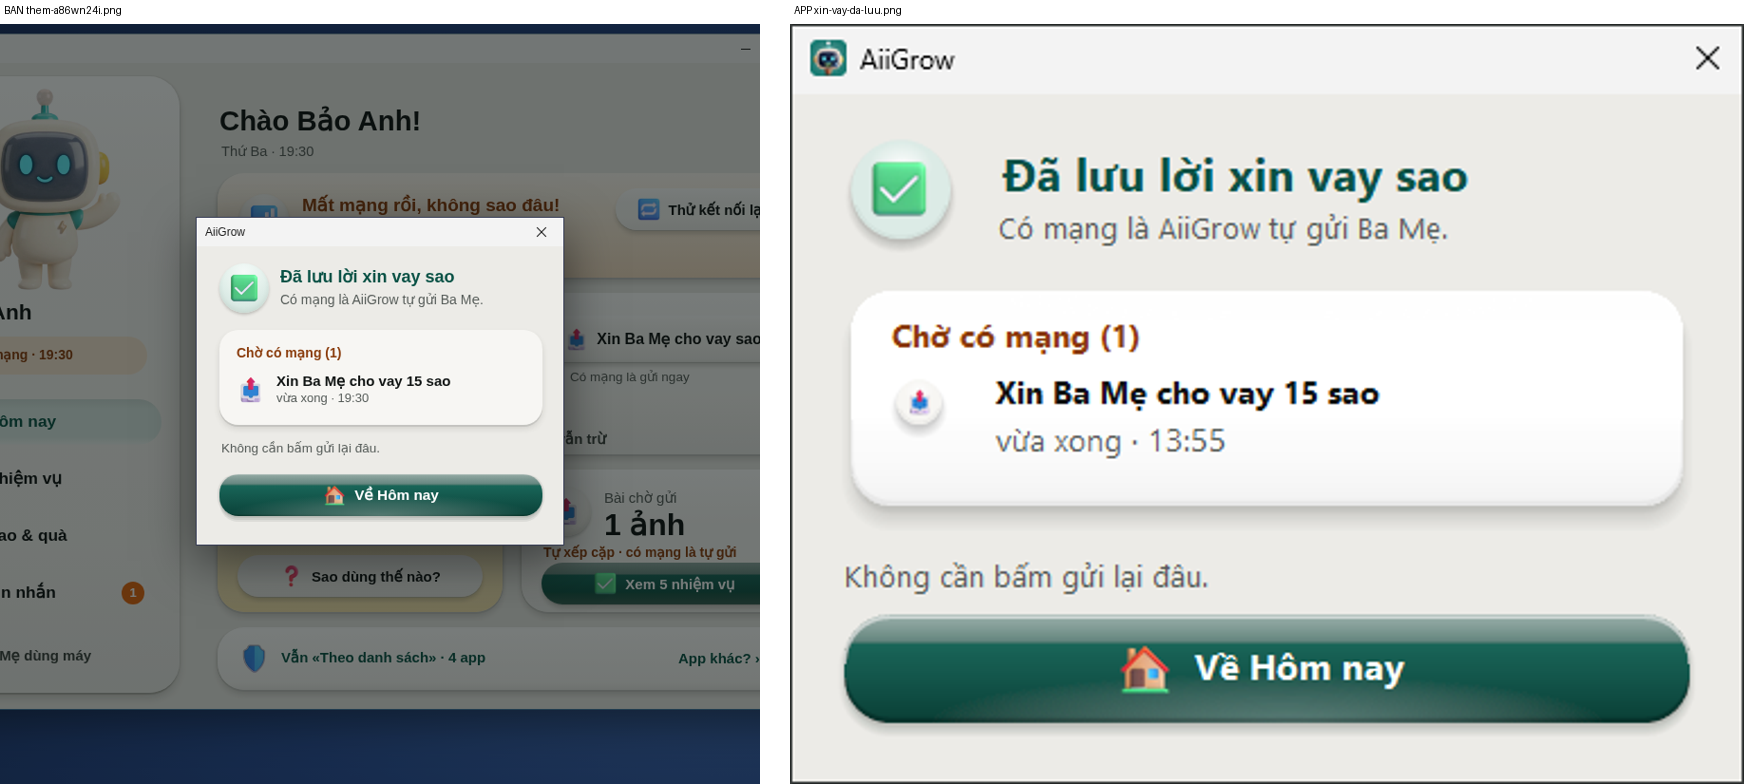 BAN them-a86wn24i.png
Chào Bảo Anh!
Thứ Ba · 19:30
Mất mạng rồi, không sao đâu!
Thử kết nối lạ
Anh
mạng · 19:30
ôm nay
hiệm vụ
ao & quà
n nhắn
1
Mẹ dùng máy
Xin Ba Mẹ cho vay sao
Có mạng là gửi ngay
ẫn trừ
Bài chờ gửi
1 ảnh
Tự xếp cặp · có mạng là tự gửi
Xem 5 nhiệm vụ
Sao dùng thế nào?
Vẫn «Theo danh sách» · 4 app
App khác? ›
AiiGrow
Đã lưu lời xin vay sao
Có mạng là AiiGrow tự gửi Ba Mẹ.
Chờ có mạng (1)
Xin Ba Mẹ cho vay 15 sao
vừa xong · 19:30
Không cần bấm gửi lại đâu.
Về Hôm nay
APP xin-vay-da-luu.png
AiiGrow
Đã lưu lời xin vay sao
Có mạng là AiiGrow tự gửi Ba Mẹ.
Chờ có mạng (1)
Xin Ba Mẹ cho vay 15 sao
vừa xong · 13:55
Không cần bấm gửi lại đâu.
Về Hôm nay